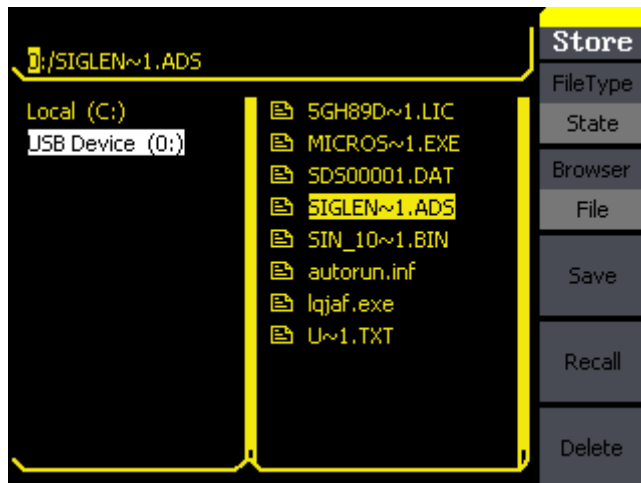 0:/SIGLEN~1.ADS
Local (C:)
USB Device (0:)
5GH89D~1.LIC
MICROS~1.EXE
SDS00001.DAT
SIGLEN~1.ADS
SIN_10~1.BIN
autorun.inf
lqjaf.exe
U~1.TXT
Store
FileType
State
Browser
File
Save
Recall
Delete